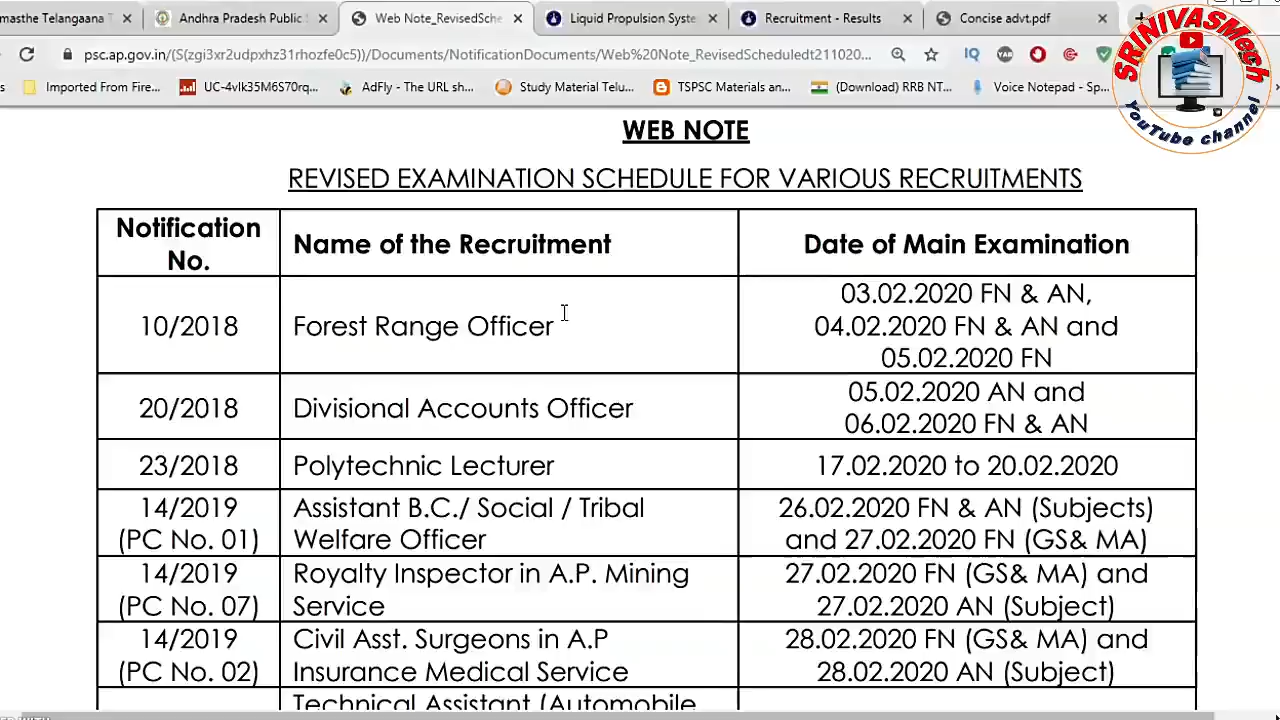 masthe Telangaana T
Andhra Pradesh Public
Web Note_RevisedSche
Liquid Propulsion Syste
Recruitment - Results
Concise advt.pdf
psc.ap.gov.in/(S(zgi3xr2udpxhz31rhozfe0c5))/Documents/NotificationDocuments/Web%20Note_RevisedScheduledt211020...
s
Imported From Fire...
UC-4vlk35M6S70rq...
AdFly - The URL sh...
Study Material Telu...
TSPSC Materials an...
(Download) RRB NT...
Voice Notepad - Sp...
SRINIVASMech
YouTube channel
WEB NOTE
REVISED EXAMINATION SCHEDULE FOR VARIOUS RECRUITMENTS
Notification
No.
Name of the Recruitment
Date of Main Examination
10/2018
Forest Range Officer
03.02.2020 FN & AN,
04.02.2020 FN & AN and
05.02.2020 FN
20/2018
Divisional Accounts Officer
05.02.2020 AN and
06.02.2020 FN & AN
23/2018
Polytechnic Lecturer
17.02.2020 to 20.02.2020
14/2019
(PC No. 01)
Assistant B.C./ Social / Tribal
Welfare Officer
26.02.2020 FN & AN (Subjects)
and 27.02.2020 FN (GS& MA)
14/2019
(PC No. 07)
Royalty Inspector in A.P. Mining
Service
27.02.2020 FN (GS& MA) and
27.02.2020 AN (Subject)
14/2019
(PC No. 02)
Civil Asst. Surgeons in A.P
Insurance Medical Service
28.02.2020 FN (GS& MA) and
28.02.2020 AN (Subject)
Technical Assistant (Automobile